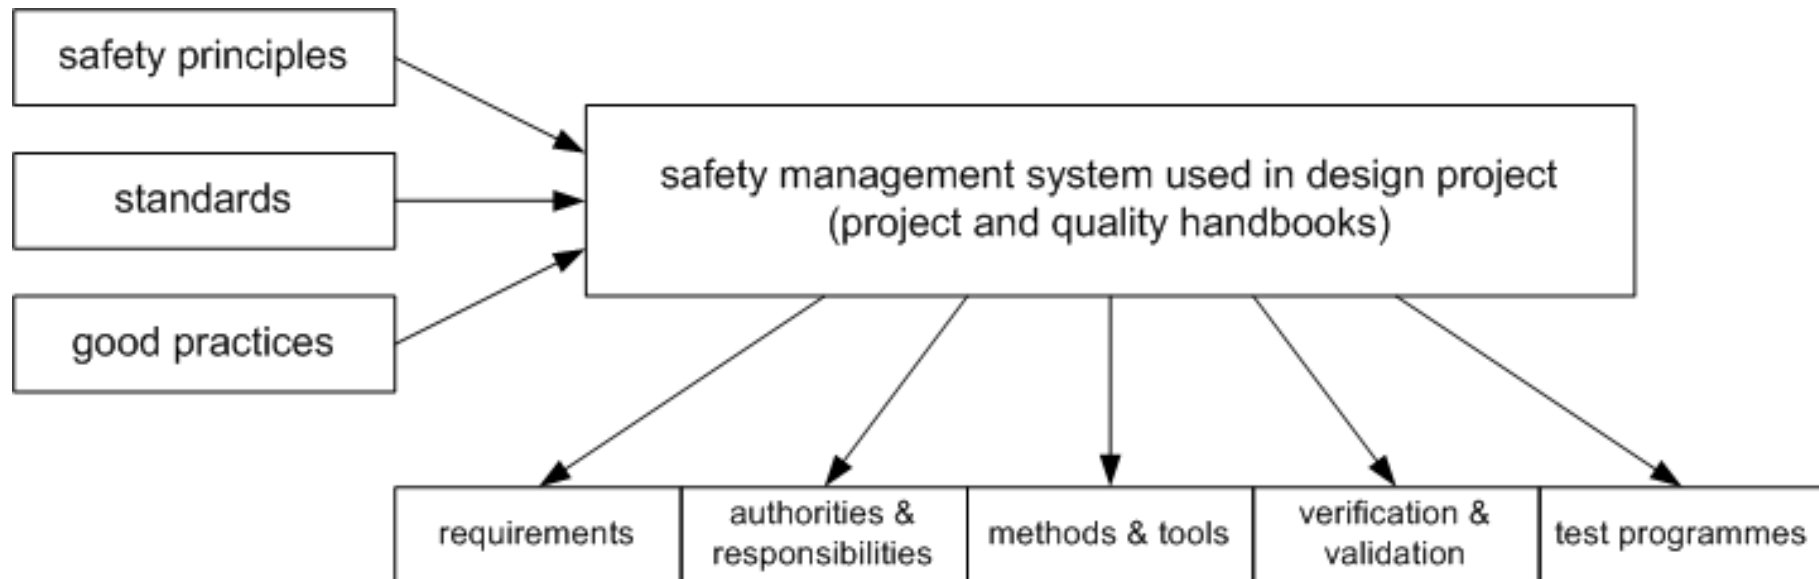 safety principles
standards
good practices
safety management system used in design project
(project and quality handbooks)
requirements
authorities &
responsibilities
methods & tools
verification &
validation
test programmes